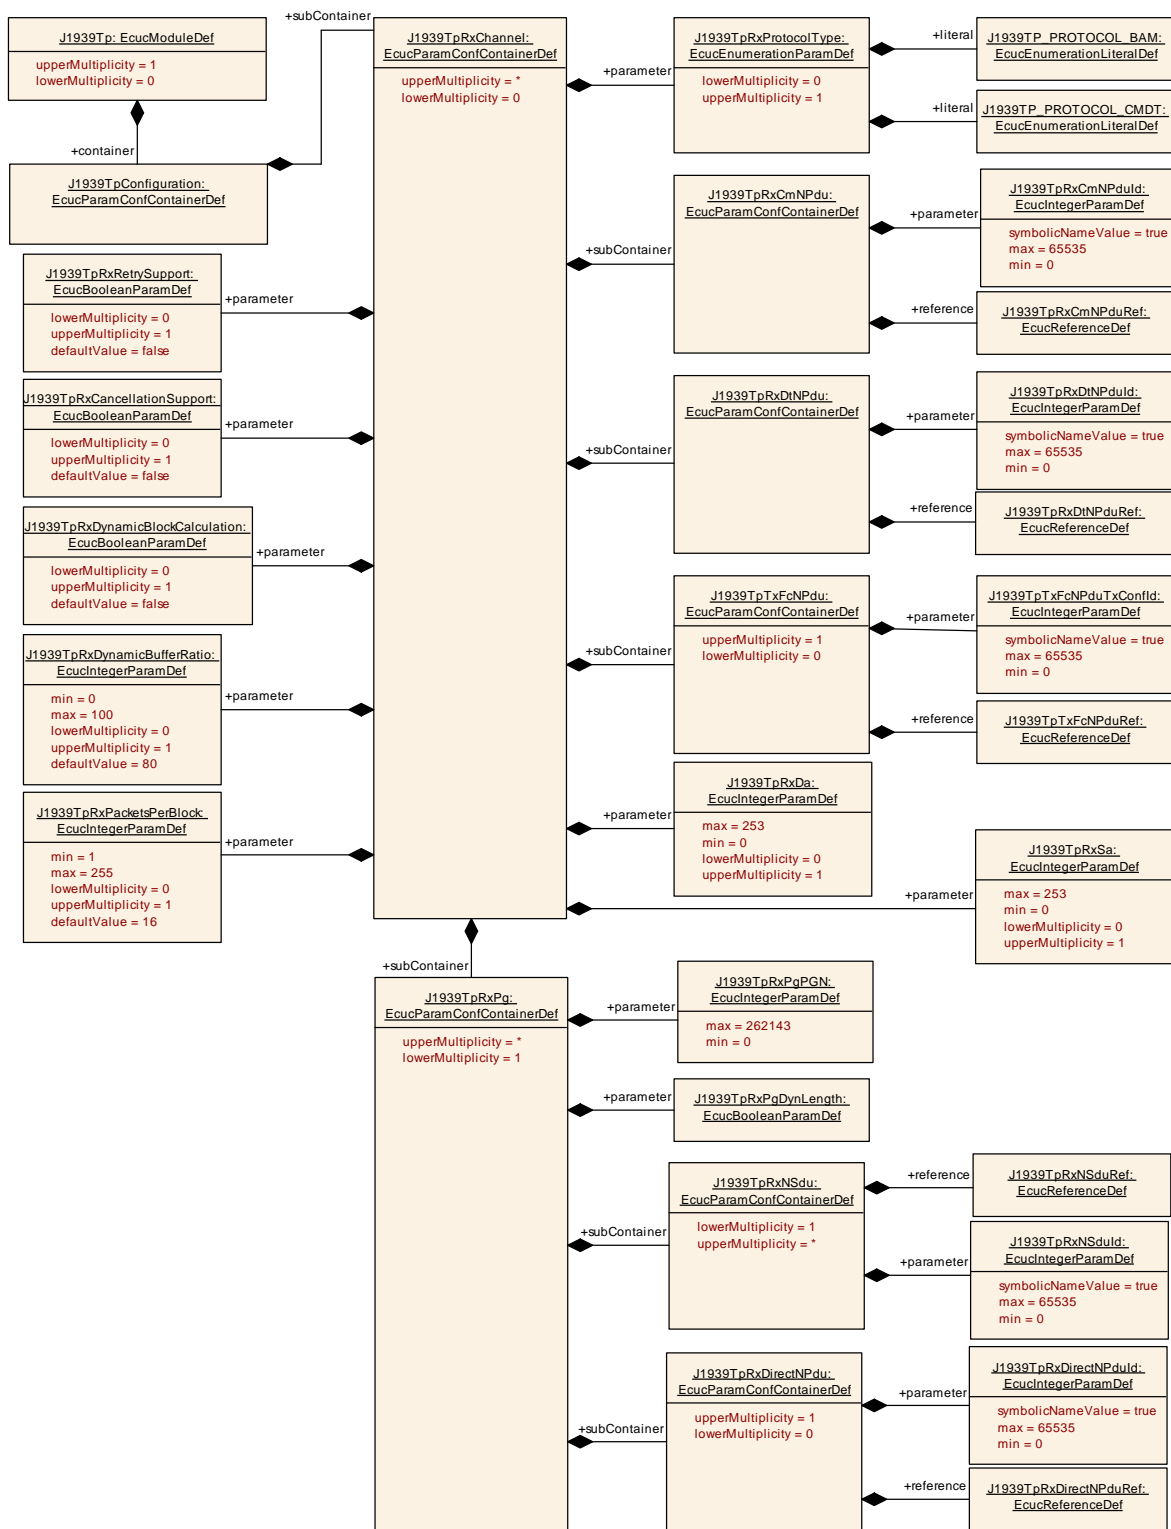 J1939Tp: EcucModuleDef
upperMultiplicity = 1
lowerMultiplicity = 0
+container
J1939TpConfiguration:
EcucParamConfContainerDef
+subContainer
J1939TpRxChannel:
EcucParamConfContainerDef
upperMultiplicity = *
lowerMultiplicity = 0
+parameter
J1939TpRxProtocolType:
EcucEnumerationParamDef
lowerMultiplicity = 0
upperMultiplicity = 1
+literal
J1939TP_PROTOCOL_BAM:
EcucEnumerationLiteralDef
+literal
J1939TP_PROTOCOL_CMDT:
EcucEnumerationLiteralDef
+subContainer
J1939TpRxCmNPdu:
EcucParamConfContainerDef
+parameter
J1939TpRxCmNPduId:
EcucIntegerParamDef
symbolicNameValue = true
max = 65535
min = 0
+reference
J1939TpRxCmNPduRef:
EcucReferenceDef
J1939TpRxRetrySupport:
EcucBooleanParamDef
lowerMultiplicity = 0
upperMultiplicity = 1
defaultValue = false
+parameter
J1939TpRxCancellationSupport:
EcucBooleanParamDef
lowerMultiplicity = 0
upperMultiplicity = 1
defaultValue = false
+parameter
+subContainer
J1939TpRxDtNPdu:
EcucParamConfContainerDef
+parameter
J1939TpRxDtNPduId:
EcucIntegerParamDef
symbolicNameValue = true
max = 65535
min = 0
+reference
J1939TpRxDtNPduRef:
EcucReferenceDef
J1939TpRxDynamicBlockCalculation:
EcucBooleanParamDef
lowerMultiplicity = 0
upperMultiplicity = 1
defaultValue = false
+parameter
+subContainer
J1939TpTxFcNPdu:
EcucParamConfContainerDef
upperMultiplicity = 1
lowerMultiplicity = 0
+parameter
J1939TpTxFcNPduTxConfId:
EcucIntegerParamDef
symbolicNameValue = true
max = 65535
min = 0
+reference
J1939TpTxFcNPduRef:
EcucReferenceDef
J1939TpRxDynamicBufferRatio:
EcucIntegerParamDef
min = 0
max = 100
lowerMultiplicity = 0
upperMultiplicity = 1
defaultValue = 80
+parameter
J1939TpRxPacketsPerBlock:
EcucIntegerParamDef
min = 1
max = 255
lowerMultiplicity = 0
upperMultiplicity = 1
defaultValue = 16
+parameter
+parameter
J1939TpRxDa:
EcucIntegerParamDef
max = 253
min = 0
lowerMultiplicity = 0
upperMultiplicity = 1
+parameter
J1939TpRxSa:
EcucIntegerParamDef
max = 253
min = 0
lowerMultiplicity = 0
upperMultiplicity = 1
+subContainer
J1939TpRxPg:
EcucParamConfContainerDef
upperMultiplicity = *
lowerMultiplicity = 1
+parameter
J1939TpRxPgPGN:
EcucIntegerParamDef
max = 262143
min = 0
+parameter
J1939TpRxPgDynLength:
EcucBooleanParamDef
+subContainer
J1939TpRxNSdu:
EcucParamConfContainerDef
lowerMultiplicity = 1
upperMultiplicity = *
+reference
J1939TpRxNSduRef:
EcucReferenceDef
+parameter
J1939TpRxNSduId:
EcucIntegerParamDef
symbolicNameValue = true
max = 65535
min = 0
+subContainer
J1939TpRxDirectNPdu:
EcucParamConfContainerDef
upperMultiplicity = 1
lowerMultiplicity = 0
+parameter
J1939TpRxDirectNPduId:
EcucIntegerParamDef
symbolicNameValue = true
max = 65535
min = 0
+reference
J1939TpRxDirectNPduRef:
EcucReferenceDef